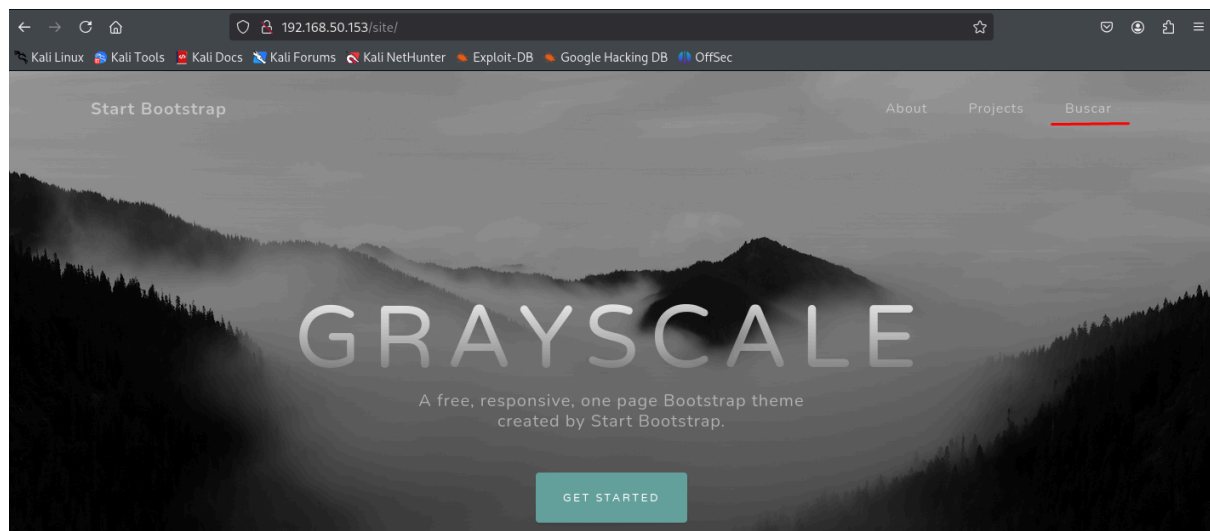 192.168.50.153/site/
Kali Linux Kali Tools Kali Docs Kali Forums Kali NetHunter Exploit-DB Google Hacking DB OffSec
Start Bootstrap About Projects Buscar
GRAYSCALE
A free, responsive, one page Bootstrap theme
created by Start Bootstrap.
GET STARTED